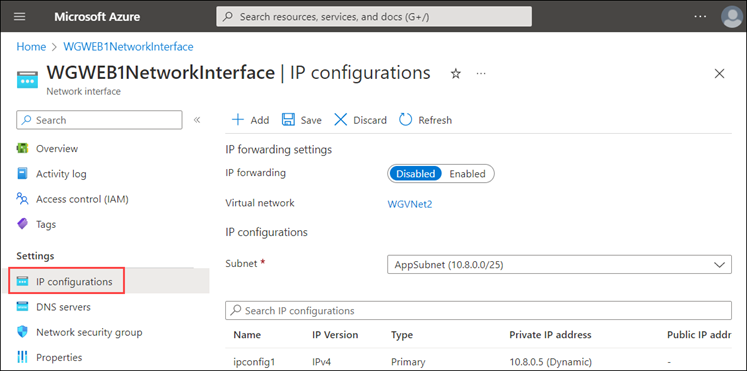 Microsoft Azure
Search resources, services, and docs (G+/)
...
Home > WGWEB1NetworkInterface
WGWEB1NetworkInterface | IP configurations ☆ ...
Network interface
Search
«
Overview
Activity log
Access control (IAM)
Tags
Settings
IP configurations
DNS servers
Network security group
Properties
+ Add Save Discard Refresh
IP forwarding settings
IP forwarding Disabled Enabled
Virtual network WGVNet2
IP configurations
Subnet * AppSubnet (10.8.0.0/25)
Search IP configurations
Name IP Version Type Private IP address Public IP addr
ipconfig1 IPv4 Primary 10.8.0.5 (Dynamic) -